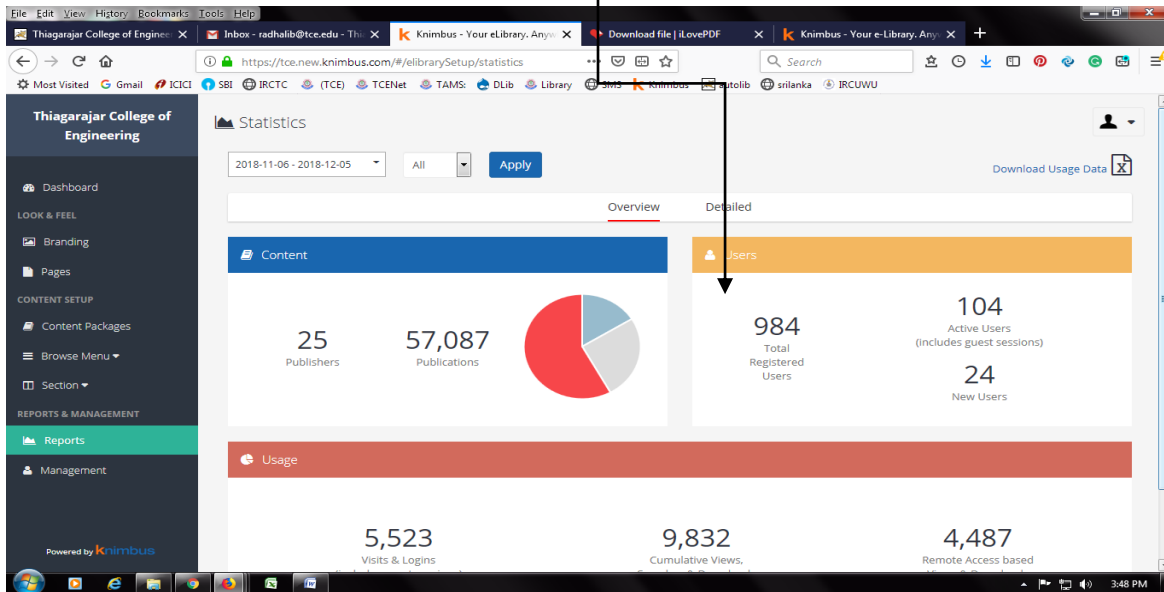 File Edit View History Bookmarks Tools Help
Thiagarajar College of Enginee
Inbox - radhalib@tce.edu - Thi
Knimbus - Your eLibrary. Anyw
Download file | iLovePDF
Knimbus - Your e-Library. Any
https://tce.new.knimbus.com/#/elibrarySetup/statistics
Search
Most Visited Gmail ICICI SBI IRCTC (TCE) TCENet TAMS: DLib Library SMS Knimbus autolib srilanka IRCUWU
Thiagarajar College of
Engineering
Dashboard
LOOK & FEEL
Branding
Pages
CONTENT SETUP
Content Packages
Browse Menu
Section
REPORTS & MANAGEMENT
Reports
Management
Powered by Knimbus
Statistics
2018-11-06 - 2018-12-05 All Apply
Download Usage Data
Overview Detailed
Content
25
Publishers
57,087
Publications
Users
984
Total
Registered
Users
104
Active Users
(includes guest sessions)
24
New Users
Usage
5,523
Visits & Logins
9,832
Cumulative Views,
4,487
Remote Access based
3:48 PM